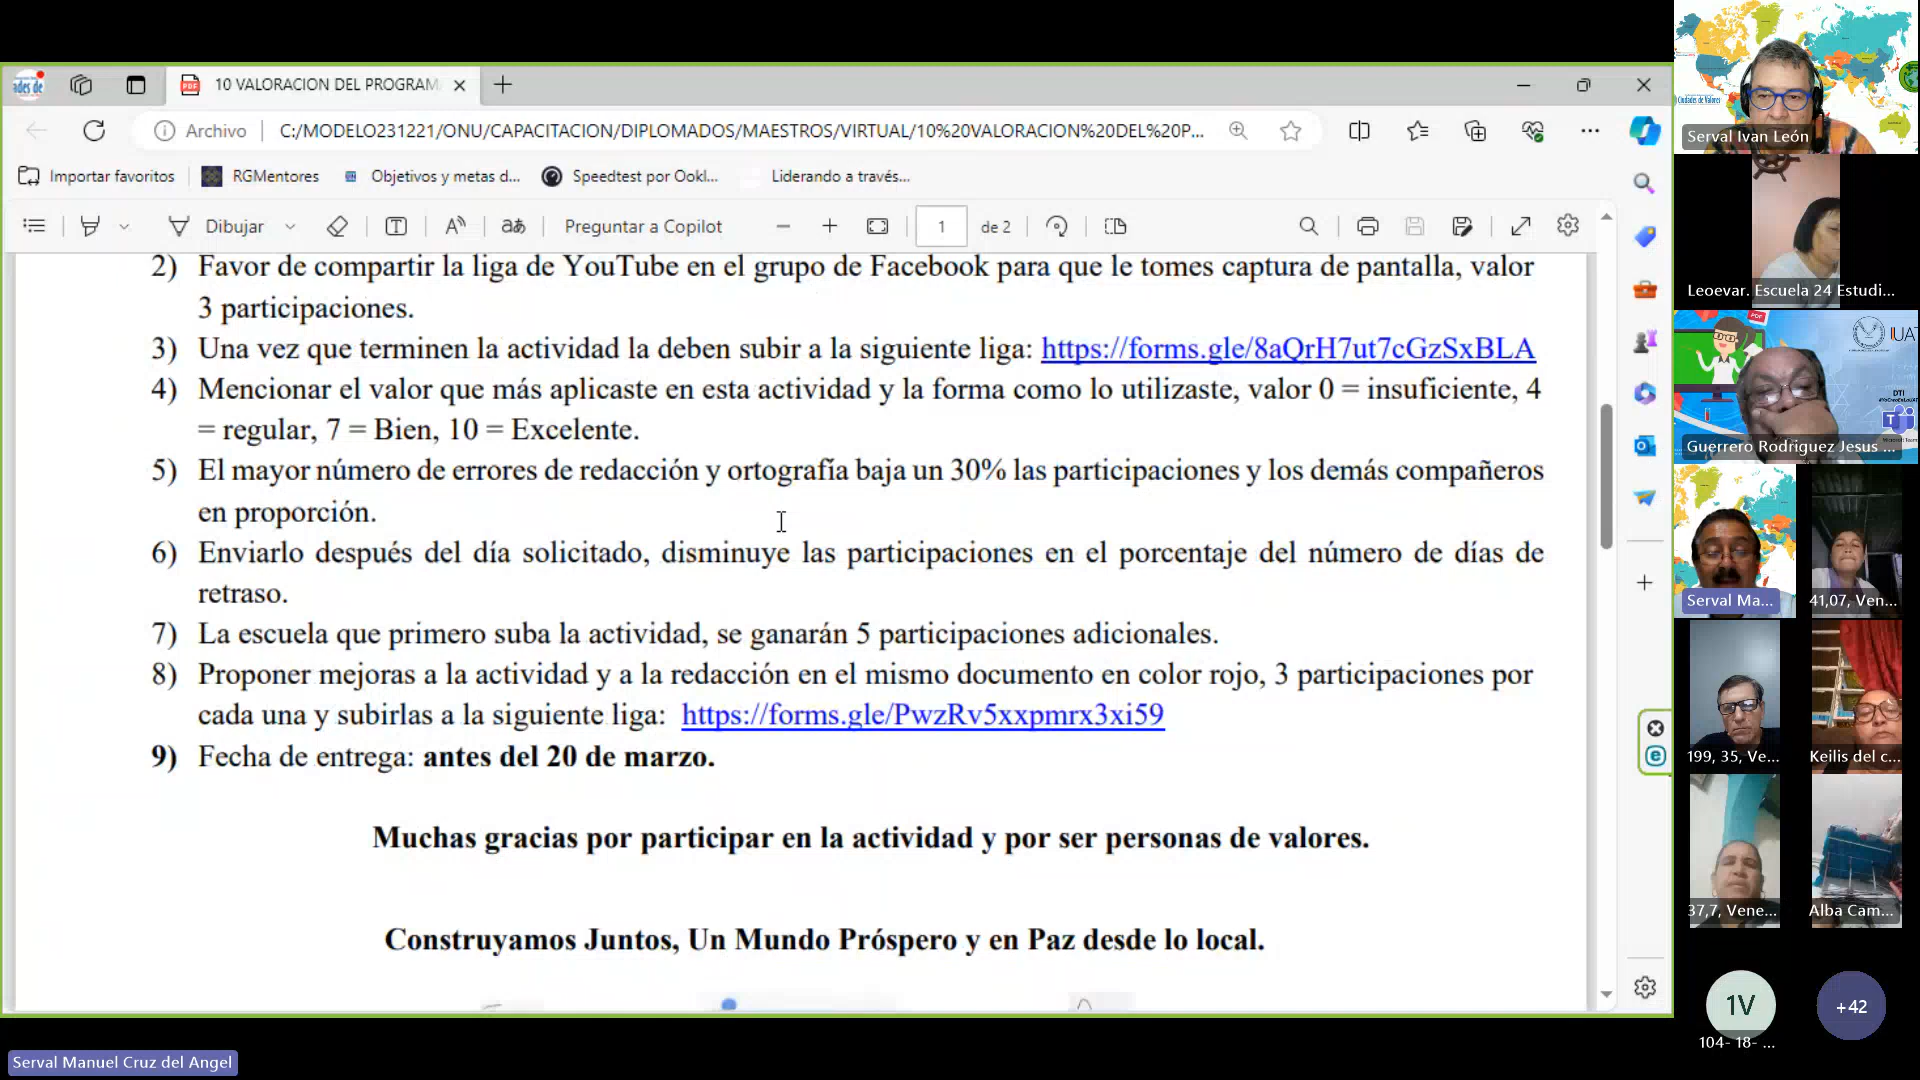 ades de
10 VALORACION DEL PROGRAM
Archivo
C:/MODELO231221/ONU/CAPACITACION/DIPLOMADOS/MAESTROS/VIRTUAL/10%20VALORACION%20DEL%20P...
Importar favoritos
RGMentores
Objetivos y metas d...
Speedtest por Ookl...
Liderando a través...
Dibujar
Preguntar a Copilot
1
de 2
2) Favor de compartir la liga de YouTube en el grupo de Facebook para que le tomes captura de pantalla, valor
3 participaciones.
3) Una vez que terminen la actividad la deben subir a la siguiente liga: https://forms.gle/8aQrH7ut7cGzSxBLA
4) Mencionar el valor que más aplicaste en esta actividad y la forma como lo utilizaste, valor 0 = insuficiente, 4
= regular, 7 = Bien, 10 = Excelente.
5) El mayor número de errores de redacción y ortografía baja un 30% las participaciones y los demás compañeros
en proporción.
6) Enviarlo después del día solicitado, disminuye las participaciones en el porcentaje del número de días de
retraso.
7) La escuela que primero suba la actividad, se ganarán 5 participaciones adicionales.
8) Proponer mejoras a la actividad y a la redacción en el mismo documento en color rojo, 3 participaciones por
cada una y subirlas a la siguiente liga: https://forms.gle/PwzRv5xxpmrx3xi59
9) Fecha de entrega: antes del 20 de marzo.
Muchas gracias por participar en la actividad y por ser personas de valores.
Construyamos Juntos, Un Mundo Próspero y en Paz desde lo local.
Serval Manuel Cruz del Angel
Ciudades de Valores
Serval Ivan León
Leoevar. Escuela 24 Estudi...
PDF
UAT
DTI
Guerrero Rodriguez Jesus ...
Serval Ma...
41,07, Ven...
199, 35, Ve...
Keilis del c...
37,7, Vene...
Alba Cam...
1V
+42
104- 18- ...